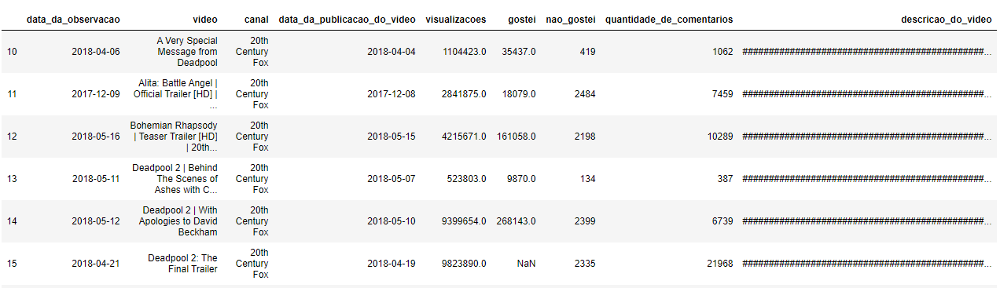 data_da_observacao video canal data_da_publicacao_do_video visualizacoes gostei nao_gostei quantidade_de_comentarios descricao_do_video
10 2018-04-06
A Very Special
Message from
Deadpool
20th
Century
Fox
2018-04-04 1104423.0 35437.0 419 1062 ##############################################...
11 2017-12-09
Alita: Battle Angel |
Official Trailer [HD] |
...
20th
Century
Fox
2017-12-08 2841875.0 18079.0 2484 7459 ##############################################...
12 2018-05-16
Bohemian Rhapsody
| Teaser Trailer [HD]
| 20th...
20th
Century
Fox
2018-05-15 4215671.0 161058.0 2198 10289 ##############################################...
13 2018-05-11
Deadpool 2 | Behind
The Scenes of
Ashes with C...
20th
Century
Fox
2018-05-07 523803.0 9870.0 134 387 ##############################################...
14 2018-05-12
Deadpool 2 | With
Apologies to David
Beckham
20th
Century
Fox
2018-05-10 9399654.0 268143.0 2399 6739 ##############################################...
15 2018-04-21
Deadpool 2: The
Final Trailer
20th
Century
Fox
2018-04-19 9823890.0 NaN 2335 21968 ##############################################...